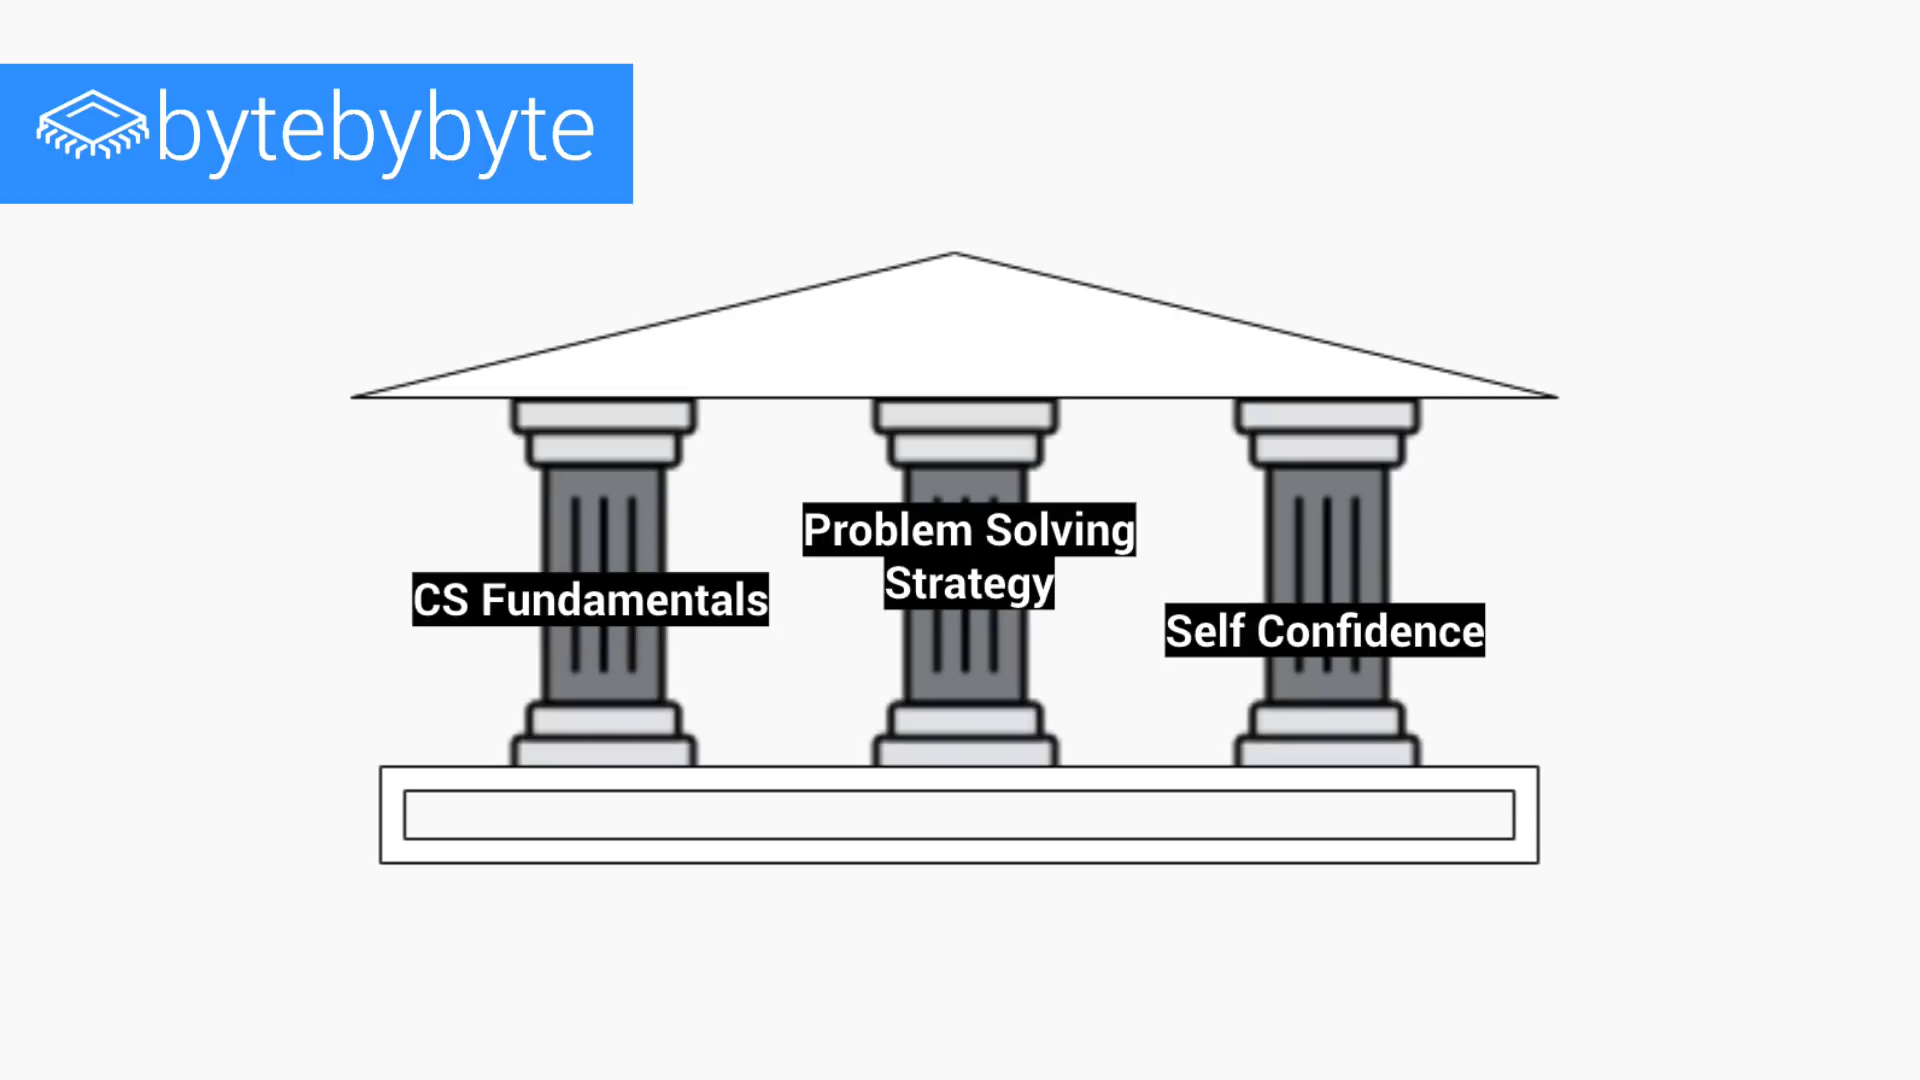 bytebybyte
Problem Solving
Strategy
CS Fundamentals
Self Confidence